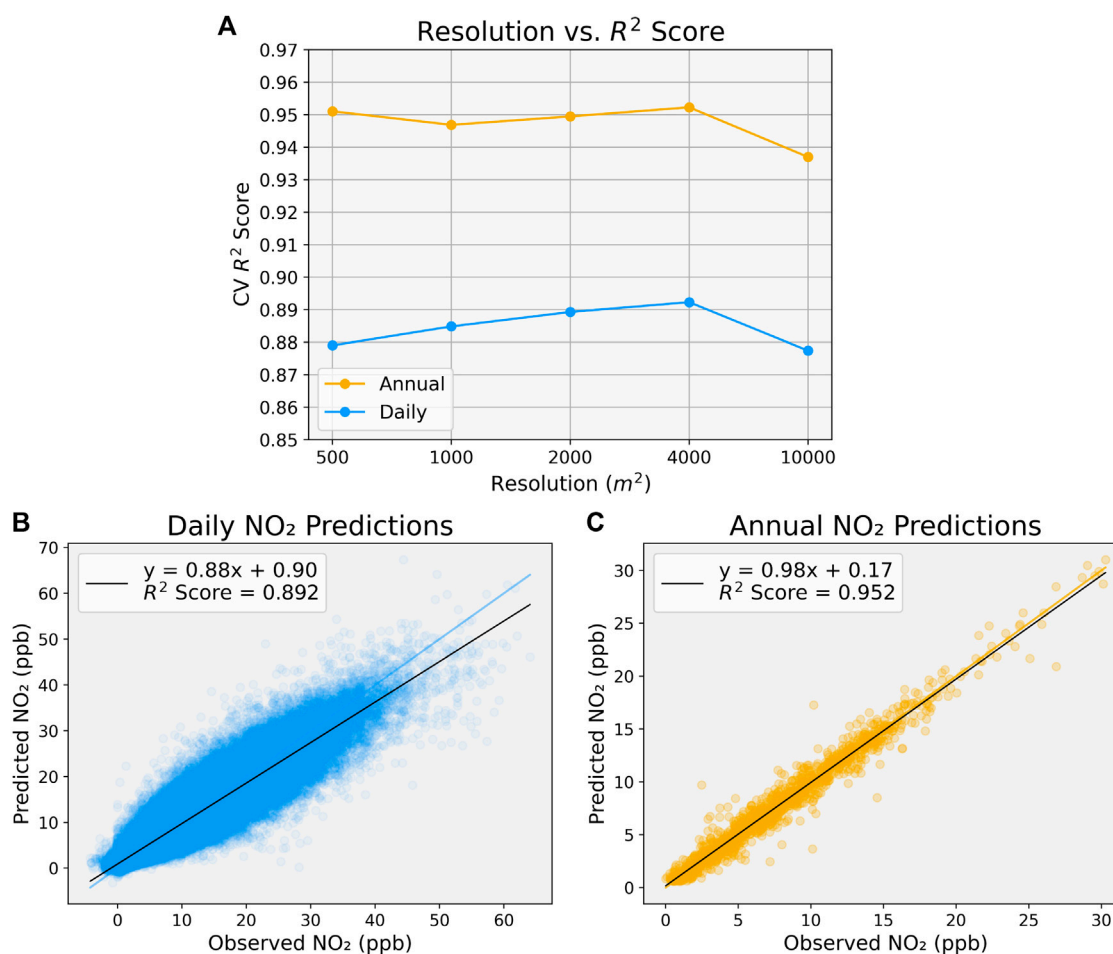 A
Resolution vs. R² Score
CV R² Score
0.97
0.96
0.95
0.94
0.93
0.92
0.91
0.90
0.89
0.88
0.87
0.86
0.85
Annual
Daily
500 1000 2000 4000 10000
Resolution (m²)
B
Daily NO₂ Predictions
y = 0.88x + 0.90
R² Score = 0.892
Predicted NO₂ (ppb)
70
60
50
40
30
20
10
0
0 10 20 30 40 50 60
Observed NO₂ (ppb)
C
Annual NO₂ Predictions
y = 0.98x + 0.17
R² Score = 0.952
Predicted NO₂ (ppb)
30
25
20
15
10
5
0
0 5 10 15 20 25 30
Observed NO₂ (ppb)